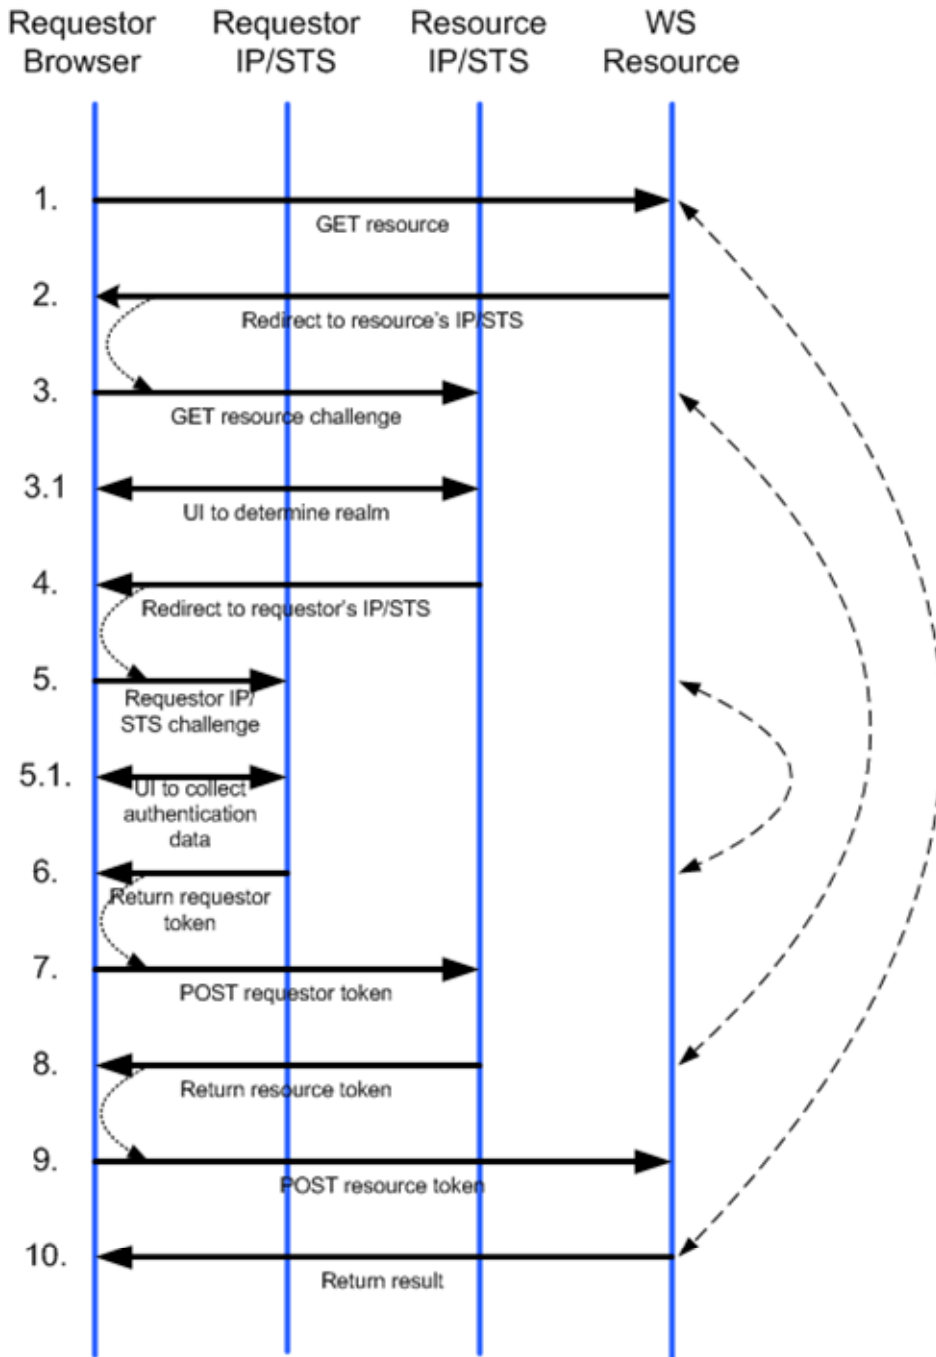 Requestor
Browser
Requestor
IP/STS
Resource
IP/STS
WS
Resource
1.
GET resource
2.
Redirect to resource's IP/STS
3.
GET resource challenge
3.1
UI to determine realm
4.
Redirect to requestor's IP/STS
5.
Requestor IP/
STS challenge
5.1.
UI to collect
authentication
data
6.
Return requestor
token
7.
POST requestor token
8.
Return resource token
9.
POST resource token
10.
Return result